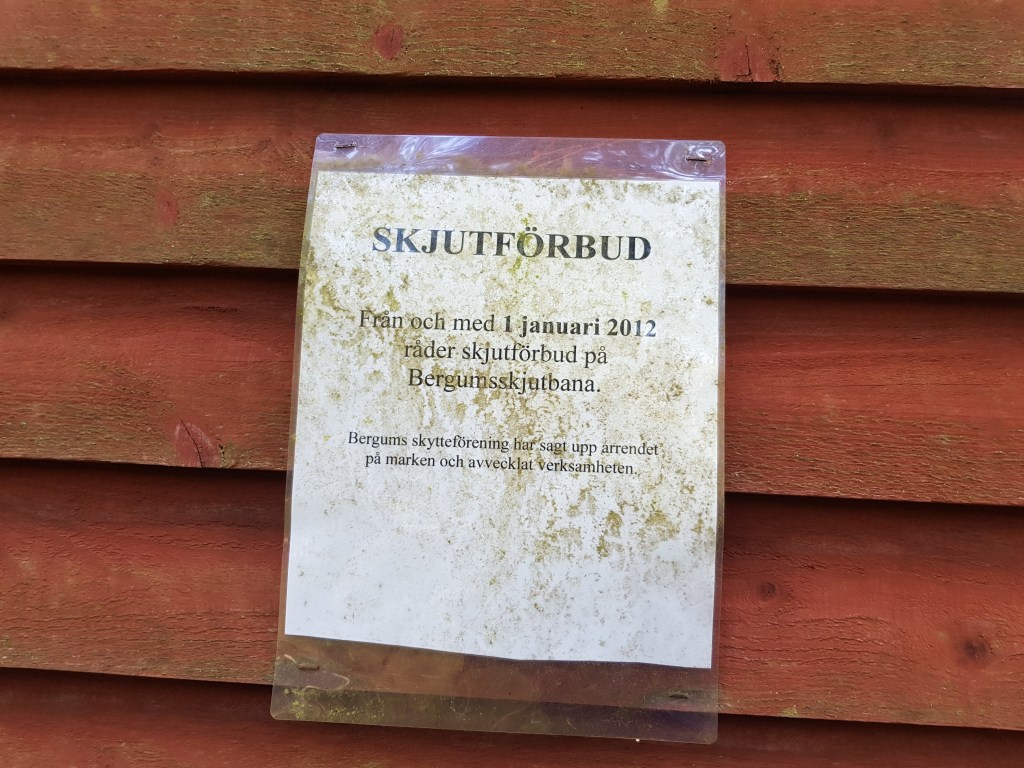 SKJUTFÖRBUD
Från och med 1 januari 2012
råder skjutförbud på
Bergumsskjutbana.
Bergums skytteförening har sagt upp arrendet
på marken och avvecklat verksamheten.